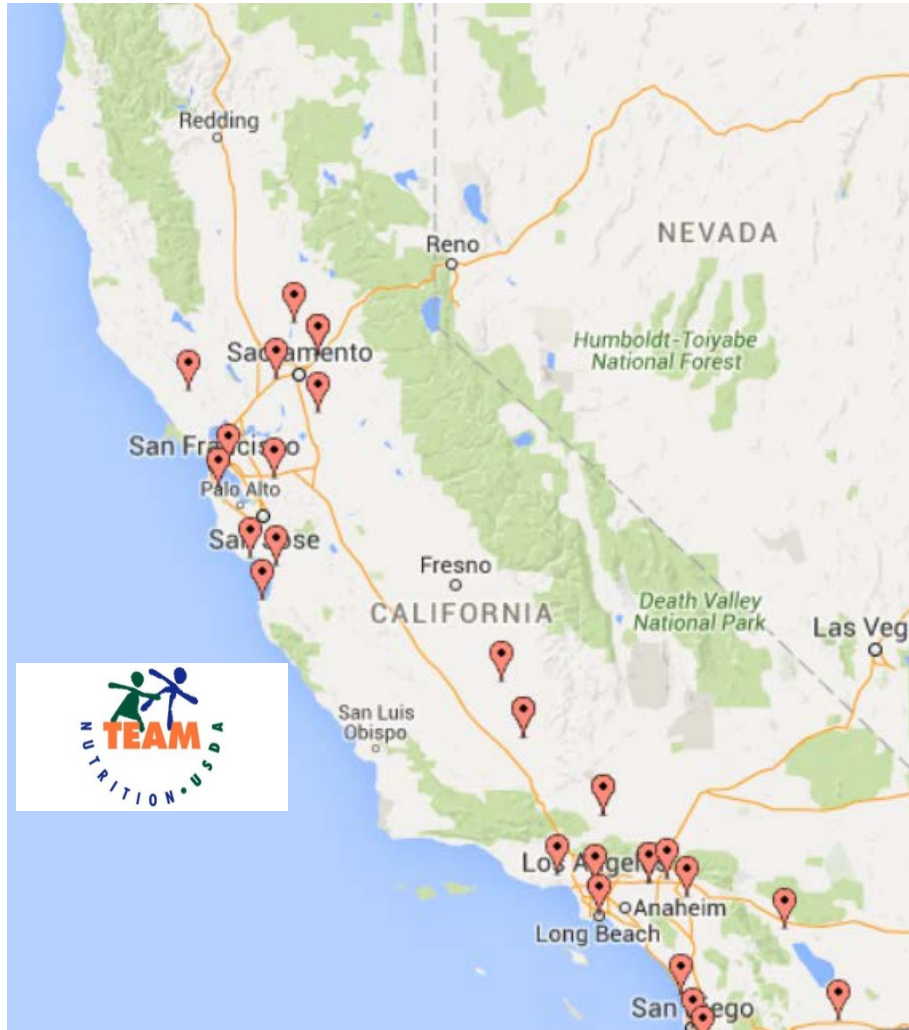 Redding
Reno
NEVADA
Humboldt-Toiyabe
National Forest
Sacramento
San Francisco
Palo Alto
San Jose
Fresno
CALIFORNIA
Death Valley
National Park
Las Veg
San Luis
Obispo
TEAM
NUTRITION • USDA
Los Angeles
Anaheim
Long Beach
San Diego